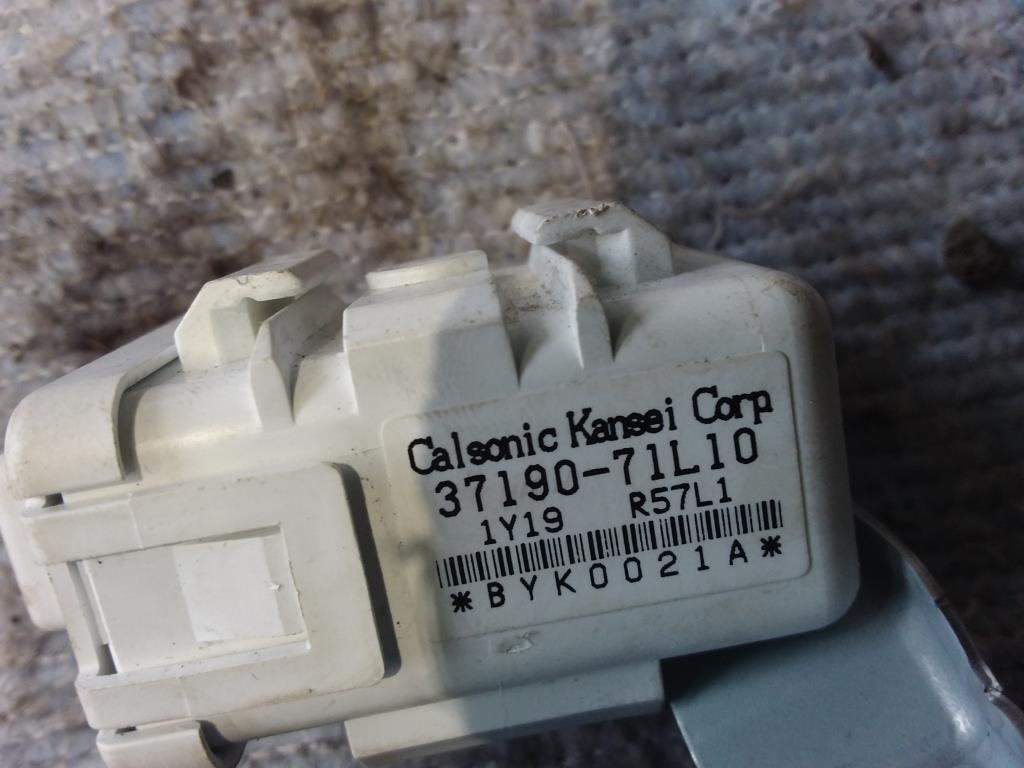 Calsonic Kansei Corp
37190-71L10
1Y19 R57L1
*BYK0021A*